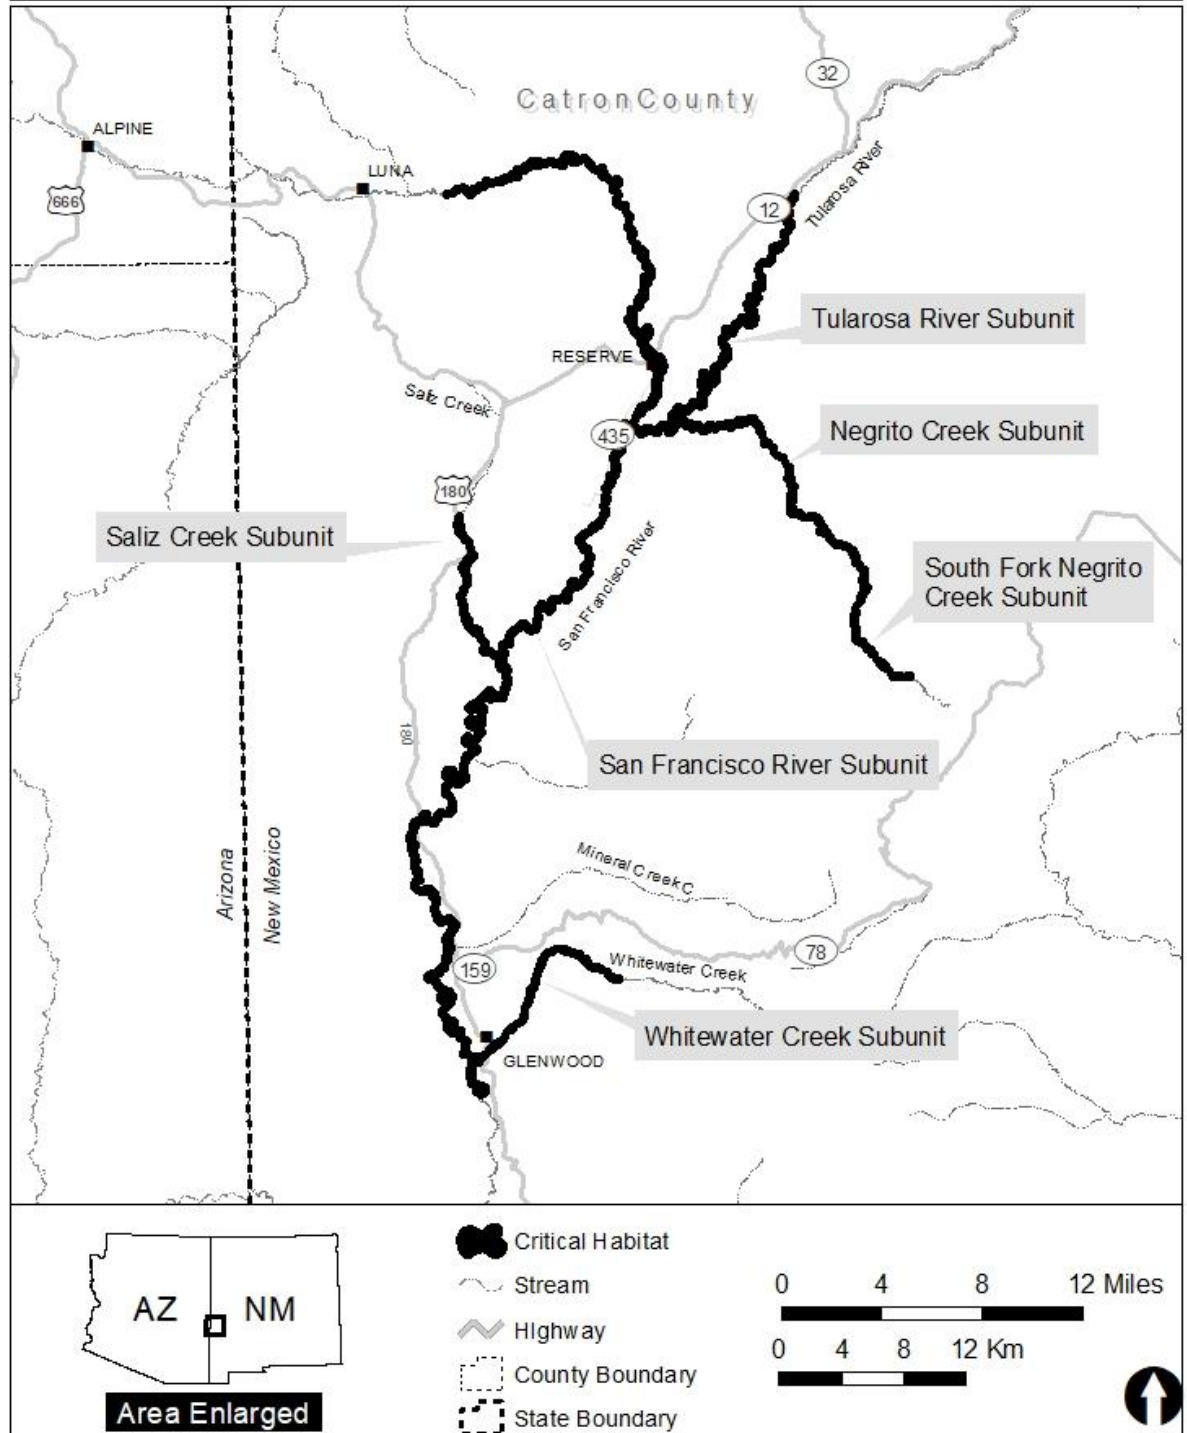 Catron County
32
ALPINE
LUNA
666
12
Tularosa River
Tularosa River Subunit
RESERVE
Saliz Creek
435
Negrito Creek Subunit
180
Saliz Creek Subunit
San Francisco River
South Fork Negrito
Creek Subunit
180
San Francisco River Subunit
Arizona
New Mexico
Mineral Creek C
78
159
Whitewater Creek
Whitewater Creek Subunit
GLENWOOD
AZ
NM
Area Enlarged
Critical Habitat
Stream
HIghway
County Boundary
State Boundary
0 4 8 12 Miles
0 4 8 12 Km